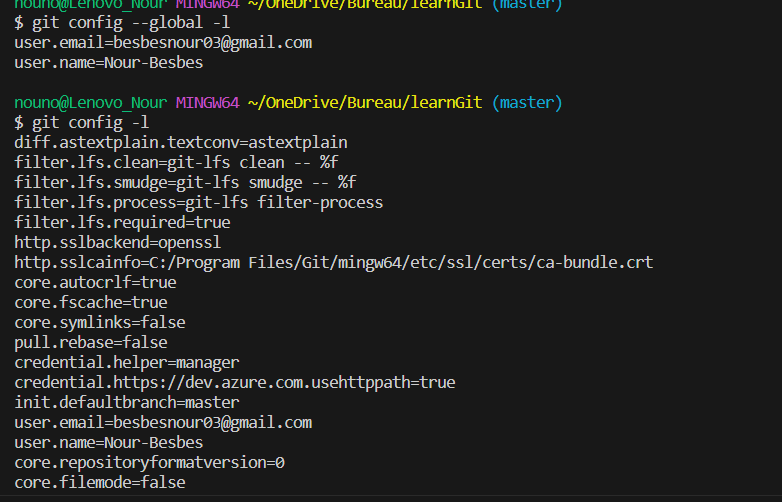 nouno@Lenovo_Nour MINGW64 ~/OneDrive/Bureau/learnGit (master)
$ git config --global -l
user.email=besbesnour03@gmail.com
user.name=Nour-Besbes
nouno@Lenovo_Nour MINGW64 ~/OneDrive/Bureau/learnGit (master)
$ git config -l
diff.astextplain.textconv=astextplain
filter.lfs.clean=git-lfs clean -- %f
filter.lfs.smudge=git-lfs smudge -- %f
filter.lfs.process=git-lfs filter-process
filter.lfs.required=true
http.sslbackend=openssl
http.sslcainfo=C:/Program Files/Git/mingw64/etc/ssl/certs/ca-bundle.crt
core.autocrlf=true
core.fscache=true
core.symlinks=false
pull.rebase=false
credential.helper=manager
credential.https://dev.azure.com.usehttppath=true
init.defaultbranch=master
user.email=besbesnour03@gmail.com
user.name=Nour-Besbes
core.repositoryformatversion=0
core.filemode=false